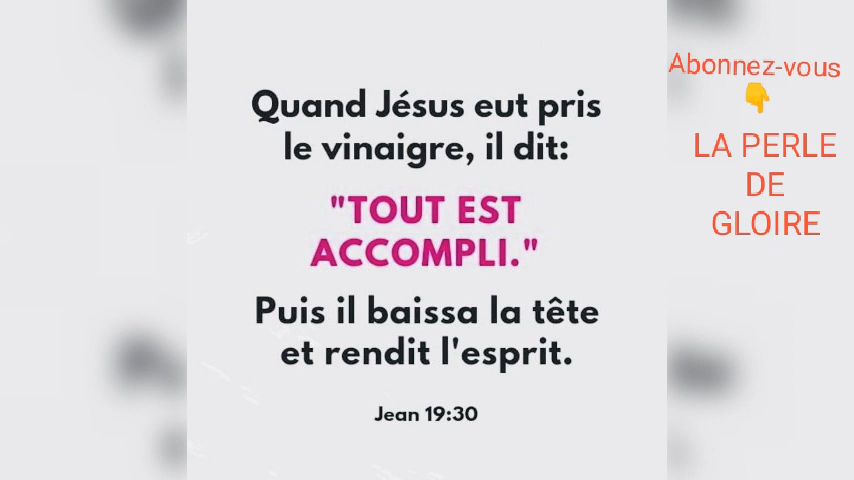 Quand Jésus eut pris
le vinaigre, il dit:
"TOUT EST
ACCOMPLI."
Puis il baissa la tête
et rendit l'esprit.
Jean 19:30
Abonnez-vous
👇
LA PERLE
DE
GLOIRE